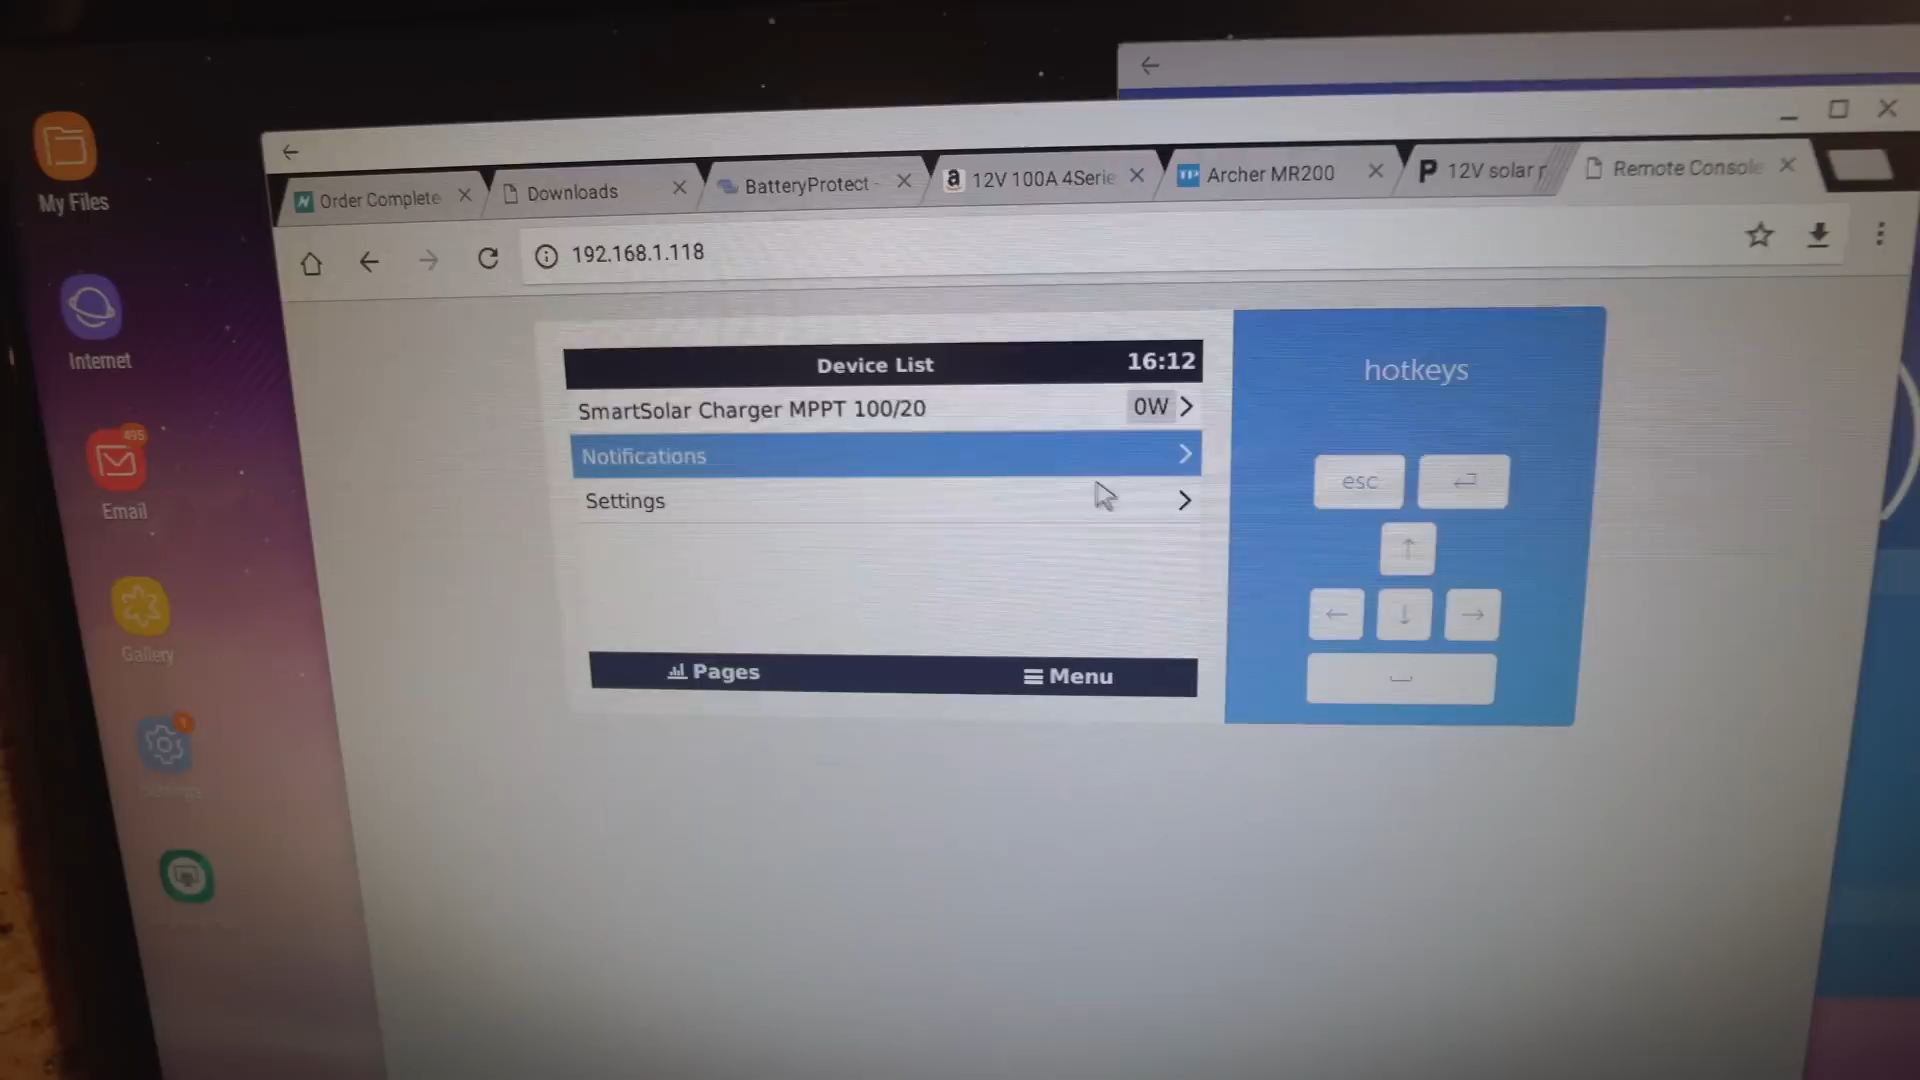 My Files
Internet
495
Email
Gallery
1
Order Complete
Downloads
BatteryProtect -
a 12V 100A 4Serie
Archer MR200
P 12V solar
Remote Console
192.168.1.118
Device List 16:12
SmartSolar Charger MPPT 100/20 0W
Notifications
Settings
Pages Menu
hotkeys
esc